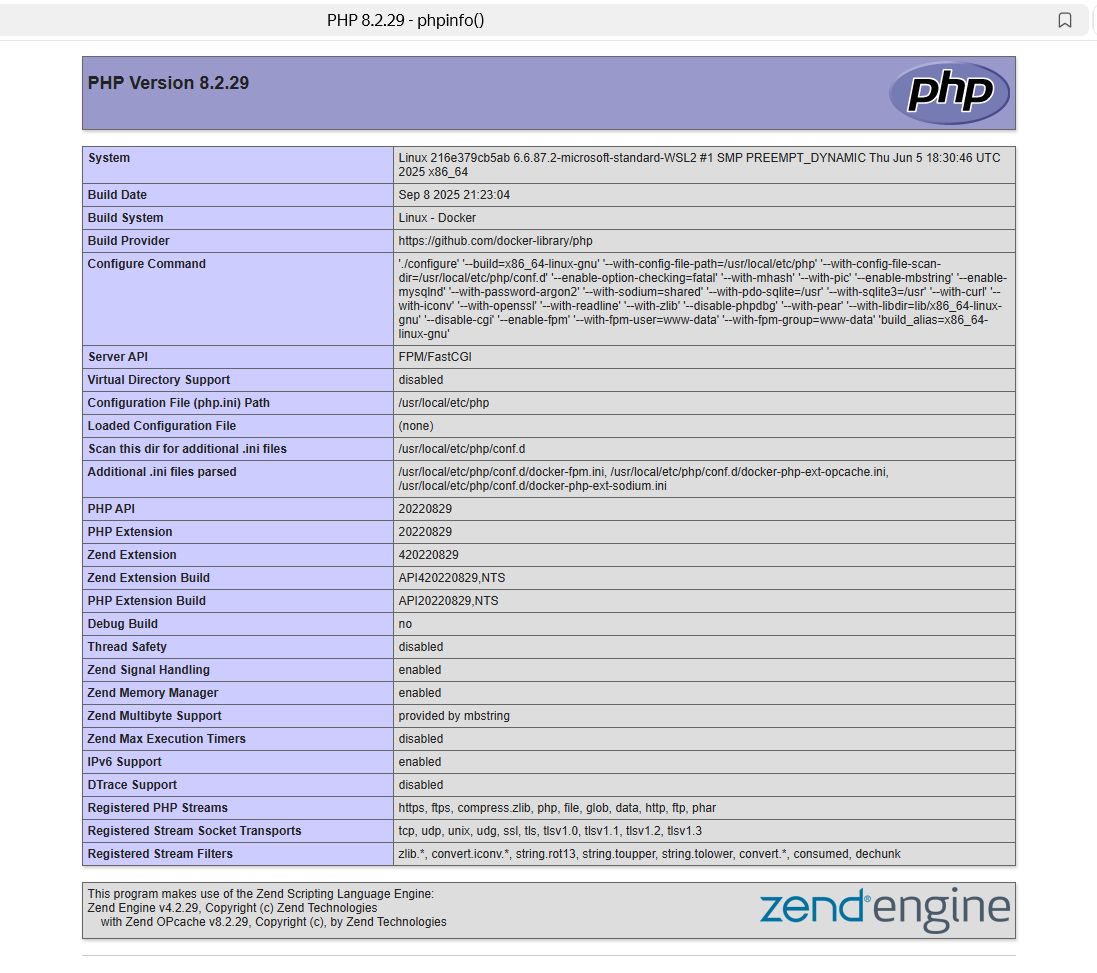 PHP 8.2.29 - phpinfo()
PHP Version 8.2.29
php
System
Linux 216e379cb5ab 6.6.87.2-microsoft-standard-WSL2 #1 SMP PREEMPT_DYNAMIC Thu Jun 5 18:30:46 UTC
2025 x86_64
Build Date
Sep 8 2025 21:23:04
Build System
Linux - Docker
Build Provider
https://github.com/docker-library/php
Configure Command
'./configure' '--build=x86_64-linux-gnu' '--with-config-file-path=/usr/local/etc/php' '--with-config-file-scan-
dir=/usr/local/etc/php/conf.d' '--enable-option-checking=fatal' '--with-mhash' '--with-pic' '--enable-mbstring' '--enable-
mysqlnd' '--with-password-argon2' '--with-sodium=shared' '--with-pdo-sqlite=/usr' '--with-sqlite3=/usr' '--with-curl' '--
with-iconv' '--with-openssl' '--with-readline' '--with-zlib' '--disable-phpdbg' '--with-pear' '--with-libdir=lib/x86_64-linux-
gnu' '--disable-cgi' '--enable-fpm' '--with-fpm-user=www-data' '--with-fpm-group=www-data' 'build_alias=x86_64-
linux-gnu'
Server API
FPM/FastCGI
Virtual Directory Support
disabled
Configuration File (php.ini) Path
/usr/local/etc/php
Loaded Configuration File
(none)
Scan this dir for additional .ini files
/usr/local/etc/php/conf.d
Additional .ini files parsed
/usr/local/etc/php/conf.d/docker-fpm.ini, /usr/local/etc/php/conf.d/docker-php-ext-opcache.ini,
/usr/local/etc/php/conf.d/docker-php-ext-sodium.ini
PHP API
20220829
PHP Extension
20220829
Zend Extension
420220829
Zend Extension Build
API420220829,NTS
PHP Extension Build
API20220829,NTS
Debug Build
no
Thread Safety
disabled
Zend Signal Handling
enabled
Zend Memory Manager
enabled
Zend Multibyte Support
provided by mbstring
Zend Max Execution Timers
disabled
IPv6 Support
enabled
DTrace Support
disabled
Registered PHP Streams
https, ftps, compress.zlib, php, file, glob, data, http, ftp, phar
Registered Stream Socket Transports
tcp, udp, unix, udg, ssl, tls, tlsv1.0, tlsv1.1, tlsv1.2, tlsv1.3
Registered Stream Filters
zlib.*, convert.iconv.*, string.rot13, string.toupper, string.tolower, convert.*, consumed, dechunk
This program makes use of the Zend Scripting Language Engine:
Zend Engine v4.2.29, Copyright (c) Zend Technologies
with Zend OPcache v8.2.29, Copyright (c), by Zend Technologies
zend®engine